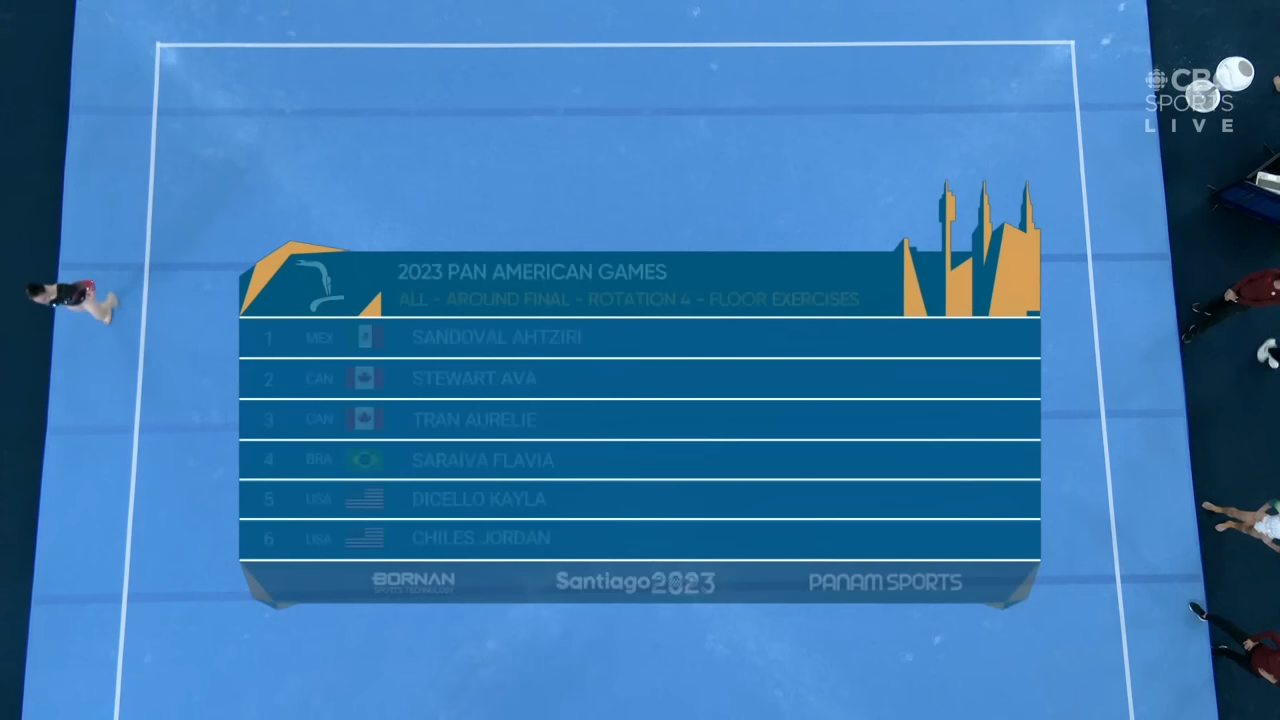 CBC
SPORTS
LIVE
2023 PAN AMERICAN GAMES
ALL - AROUND FINAL - ROTATION 4 - FLOOR EXERCISES
1 MEX SANDOVAL AHTZIRI
2 CAN STEWART AVA
3 CAN TRAN AURELIE
4 BRA SARAIVA FLAVIA
5 USA DICELLO KAYLA
6 USA CHILES JORDAN
BORNAN Santiago2023 PANAM SPORTS
SPORTS TECHNOLOGY